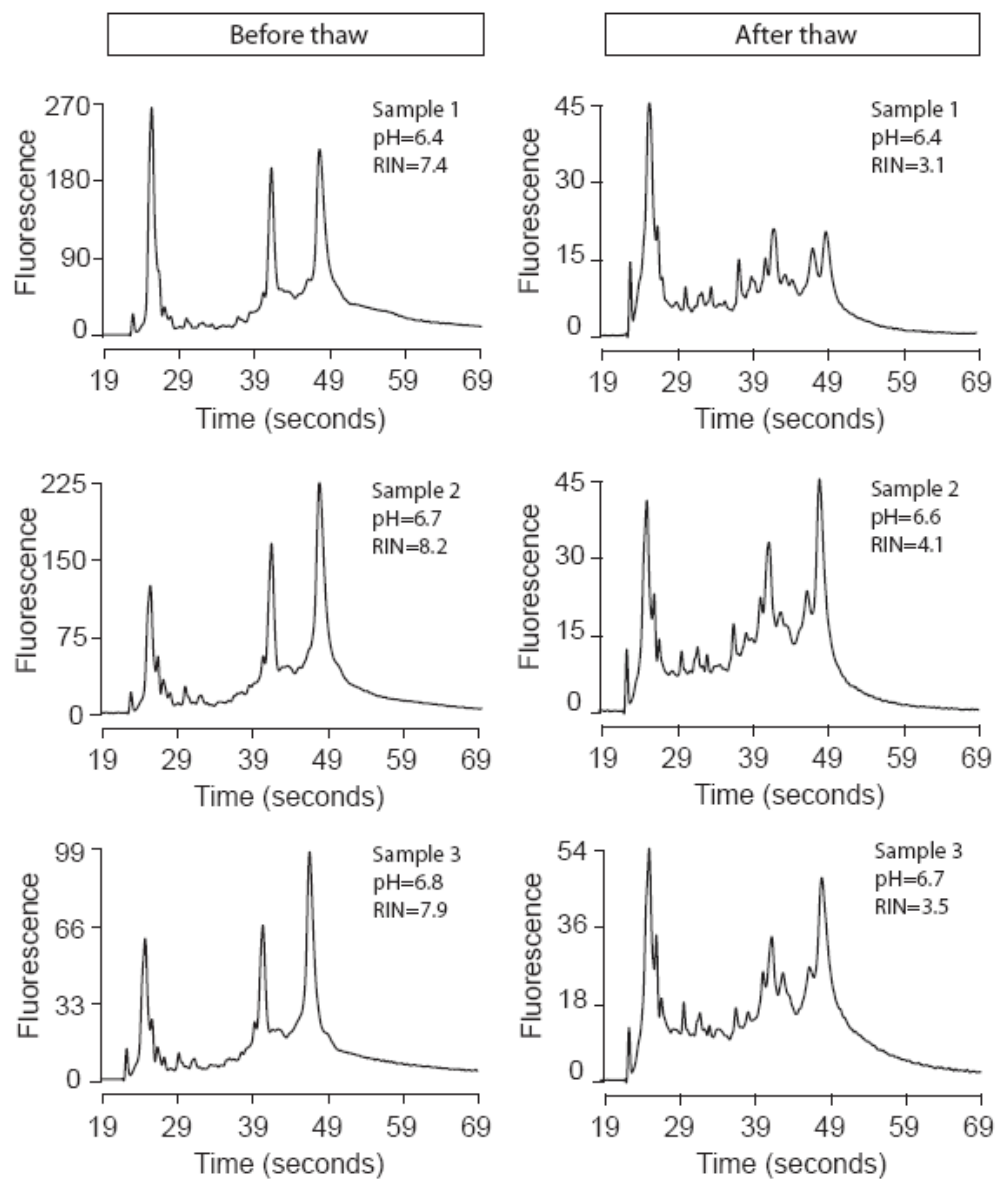 Before thaw
After thaw
270
180
90
0
Fluorescence
Sample 1
pH=6.4
RIN=7.4
19 29 39 49 59 69
Time (seconds)
45
30
15
0
Fluorescence
Sample 1
pH=6.4
RIN=3.1
19 29 39 49 59 69
Time (seconds)
225
150
75
0
Fluorescence
Sample 2
pH=6.7
RIN=8.2
19 29 39 49 59 69
Time (seconds)
45
30
15
0
Fluorescence
Sample 2
pH=6.6
RIN=4.1
19 29 39 49 59 69
Time (seconds)
99
66
33
0
Fluorescence
Sample 3
pH=6.8
RIN=7.9
19 29 39 49 59 69
Time (seconds)
54
36
18
0
Fluorescence
Sample 3
pH=6.7
RIN=3.5
19 29 39 49 59 69
Time (seconds)